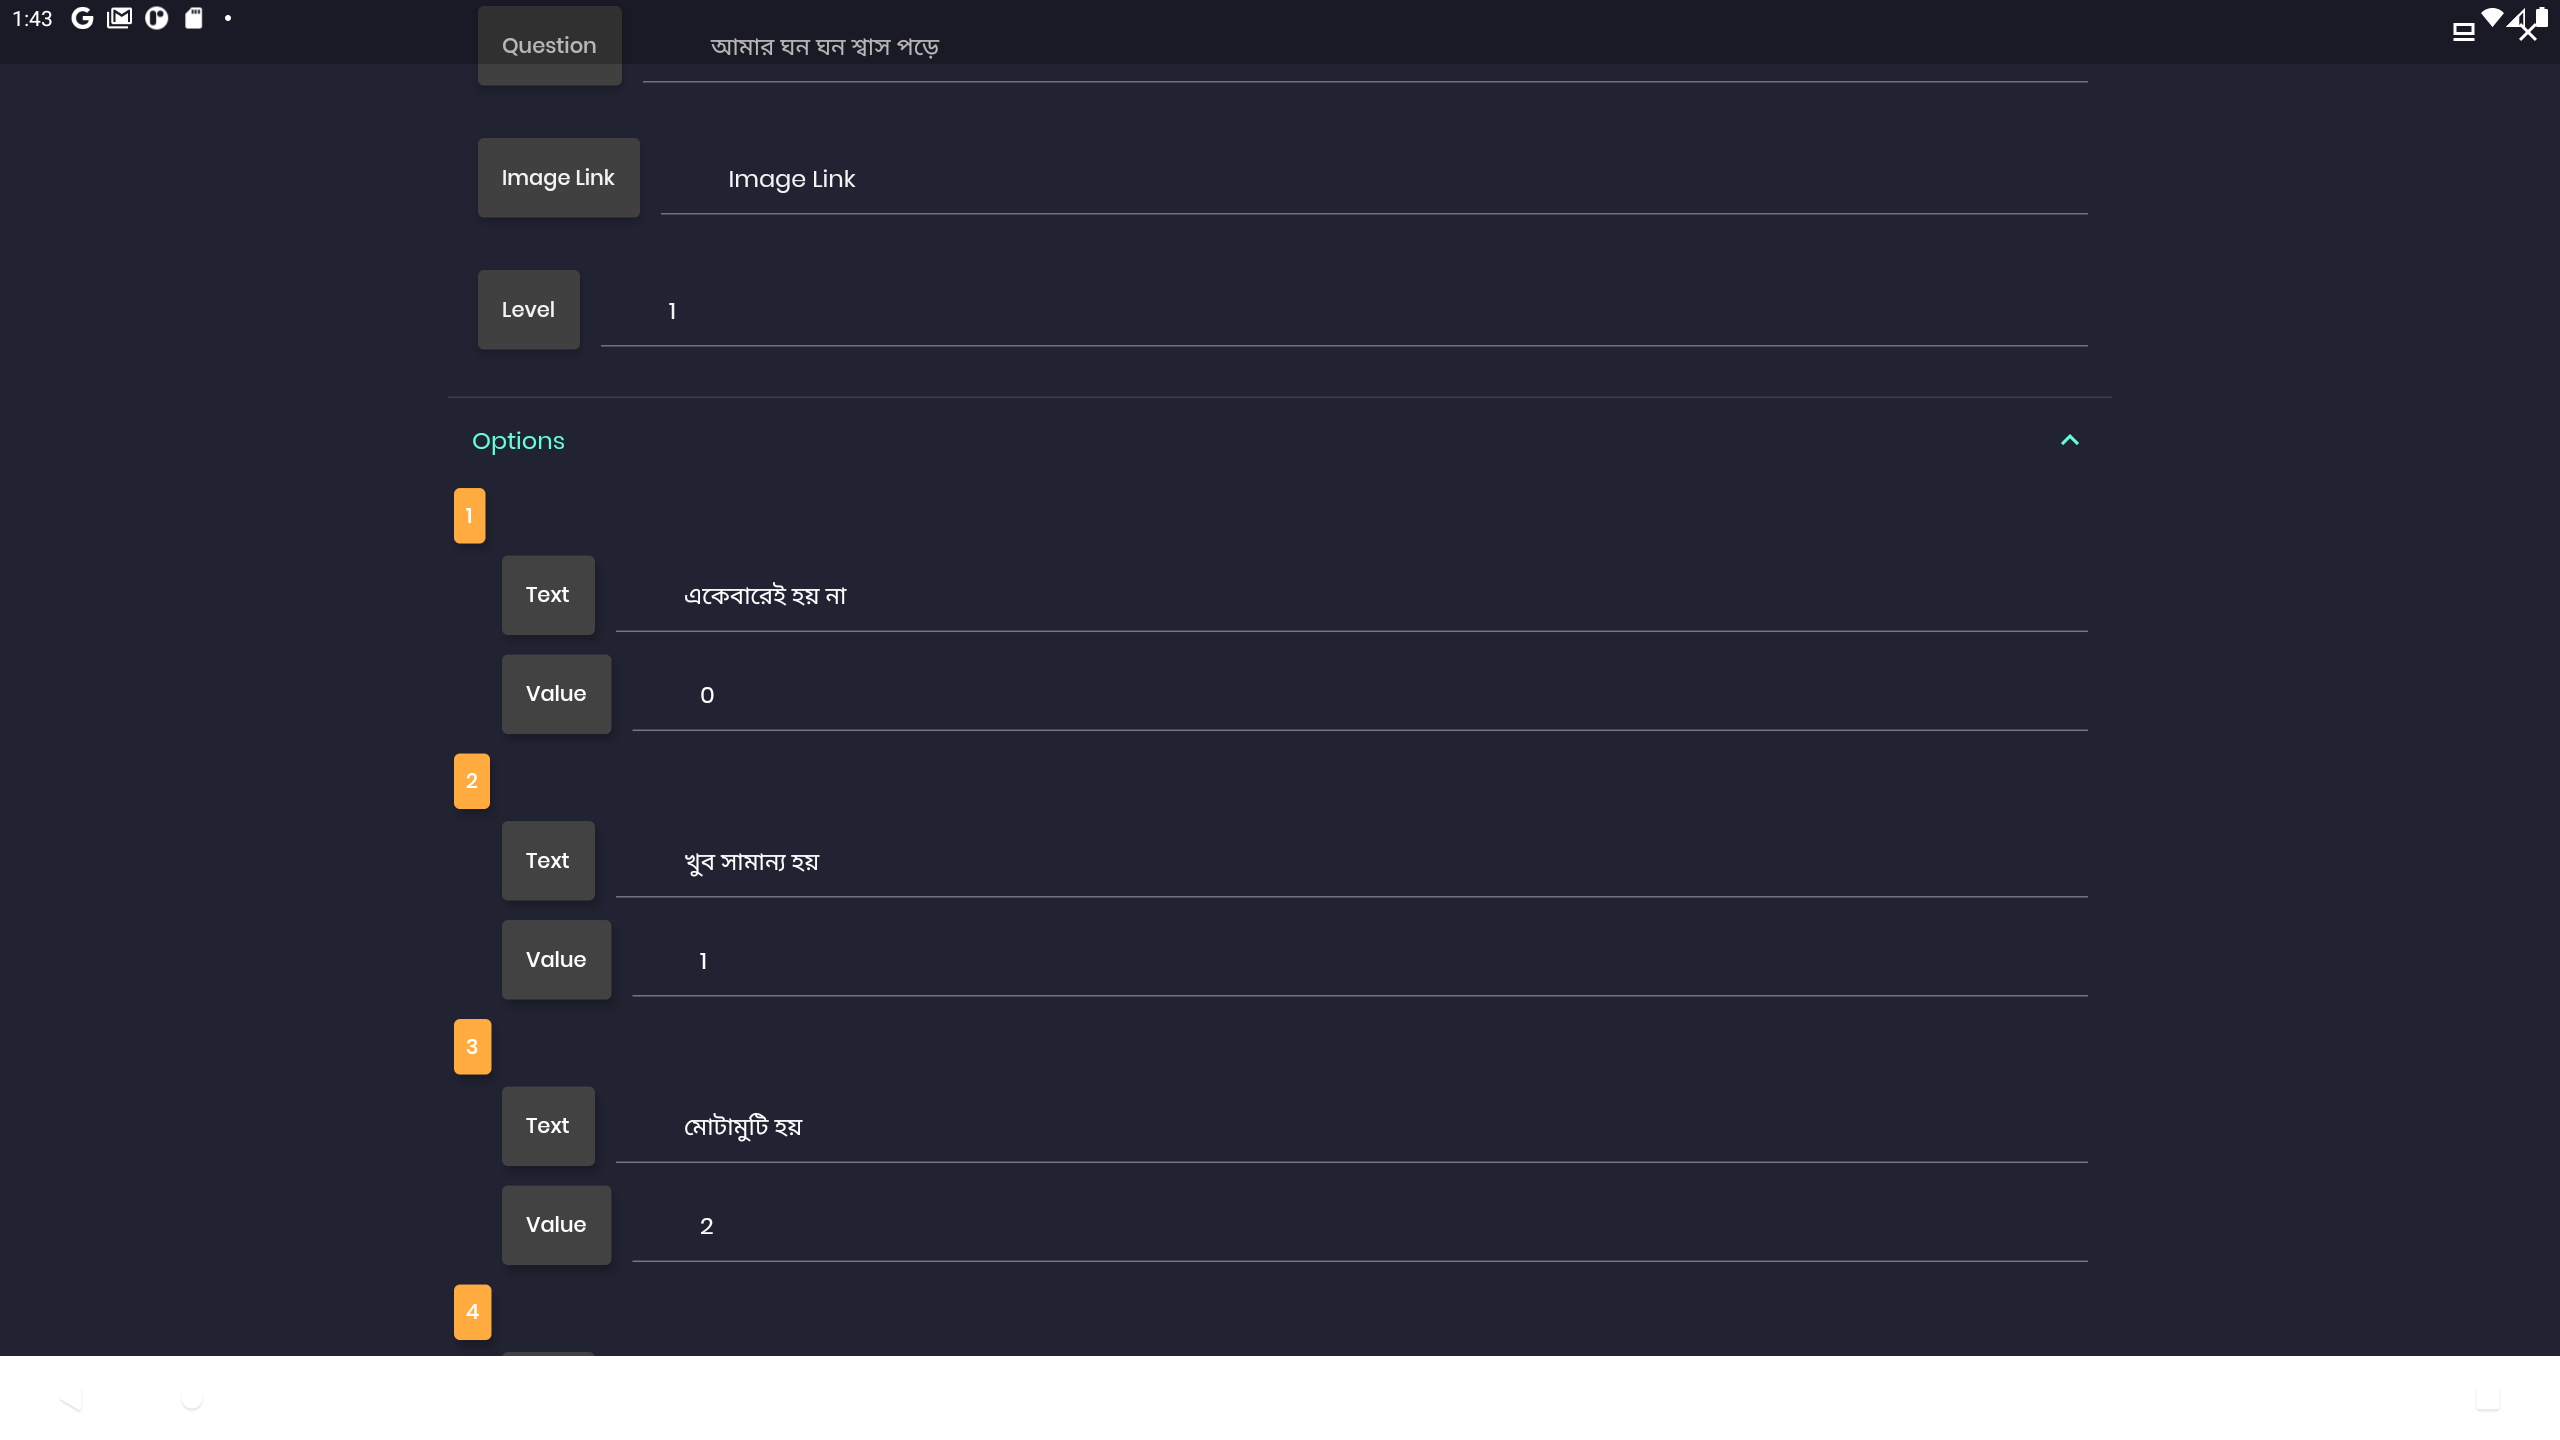 1:43
Question আমার ঘন ঘন শ্বাস পড়ে
Image Link Image Link
Level 1
Options
1
Text একেবারেই হয় না
Value 0
2
Text খুব সামান্য হয়
Value 1
3
Text মোটামুটি হয়
Value 2
4